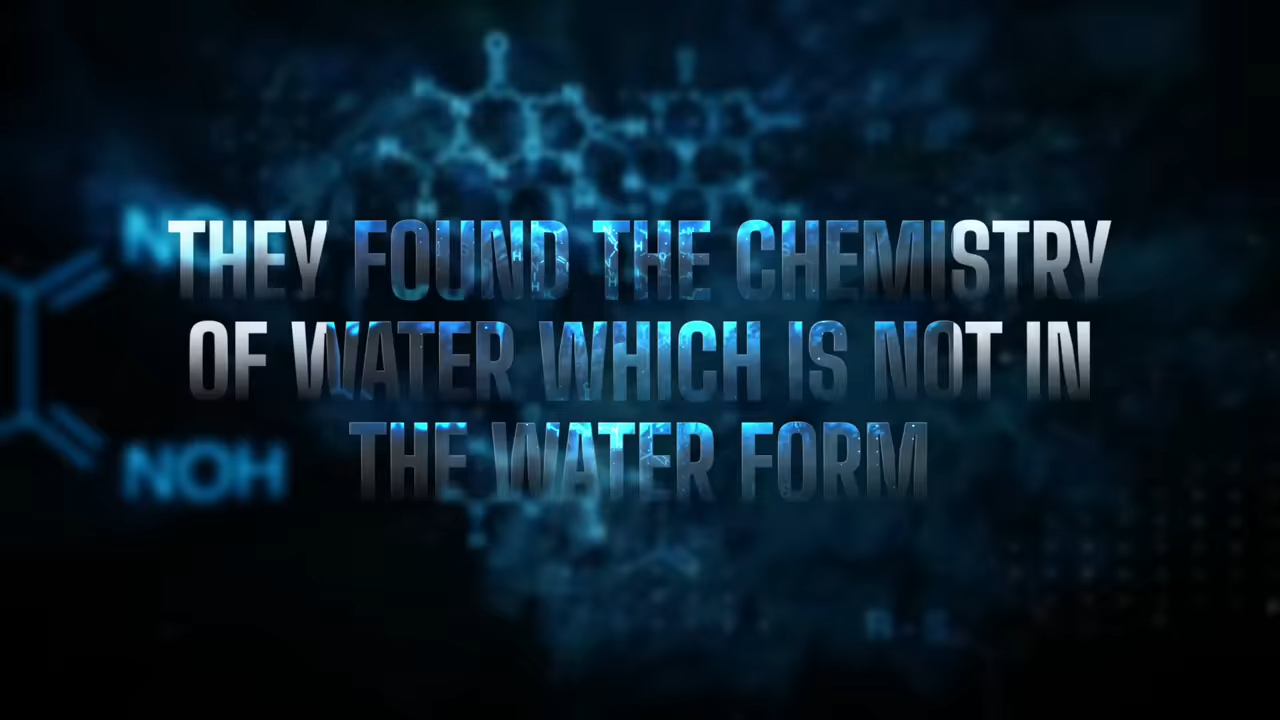 THEY FOUND THE CHEMISTRY
OF WATER WHICH IS NOT IN
THE WATER FORM
NOH